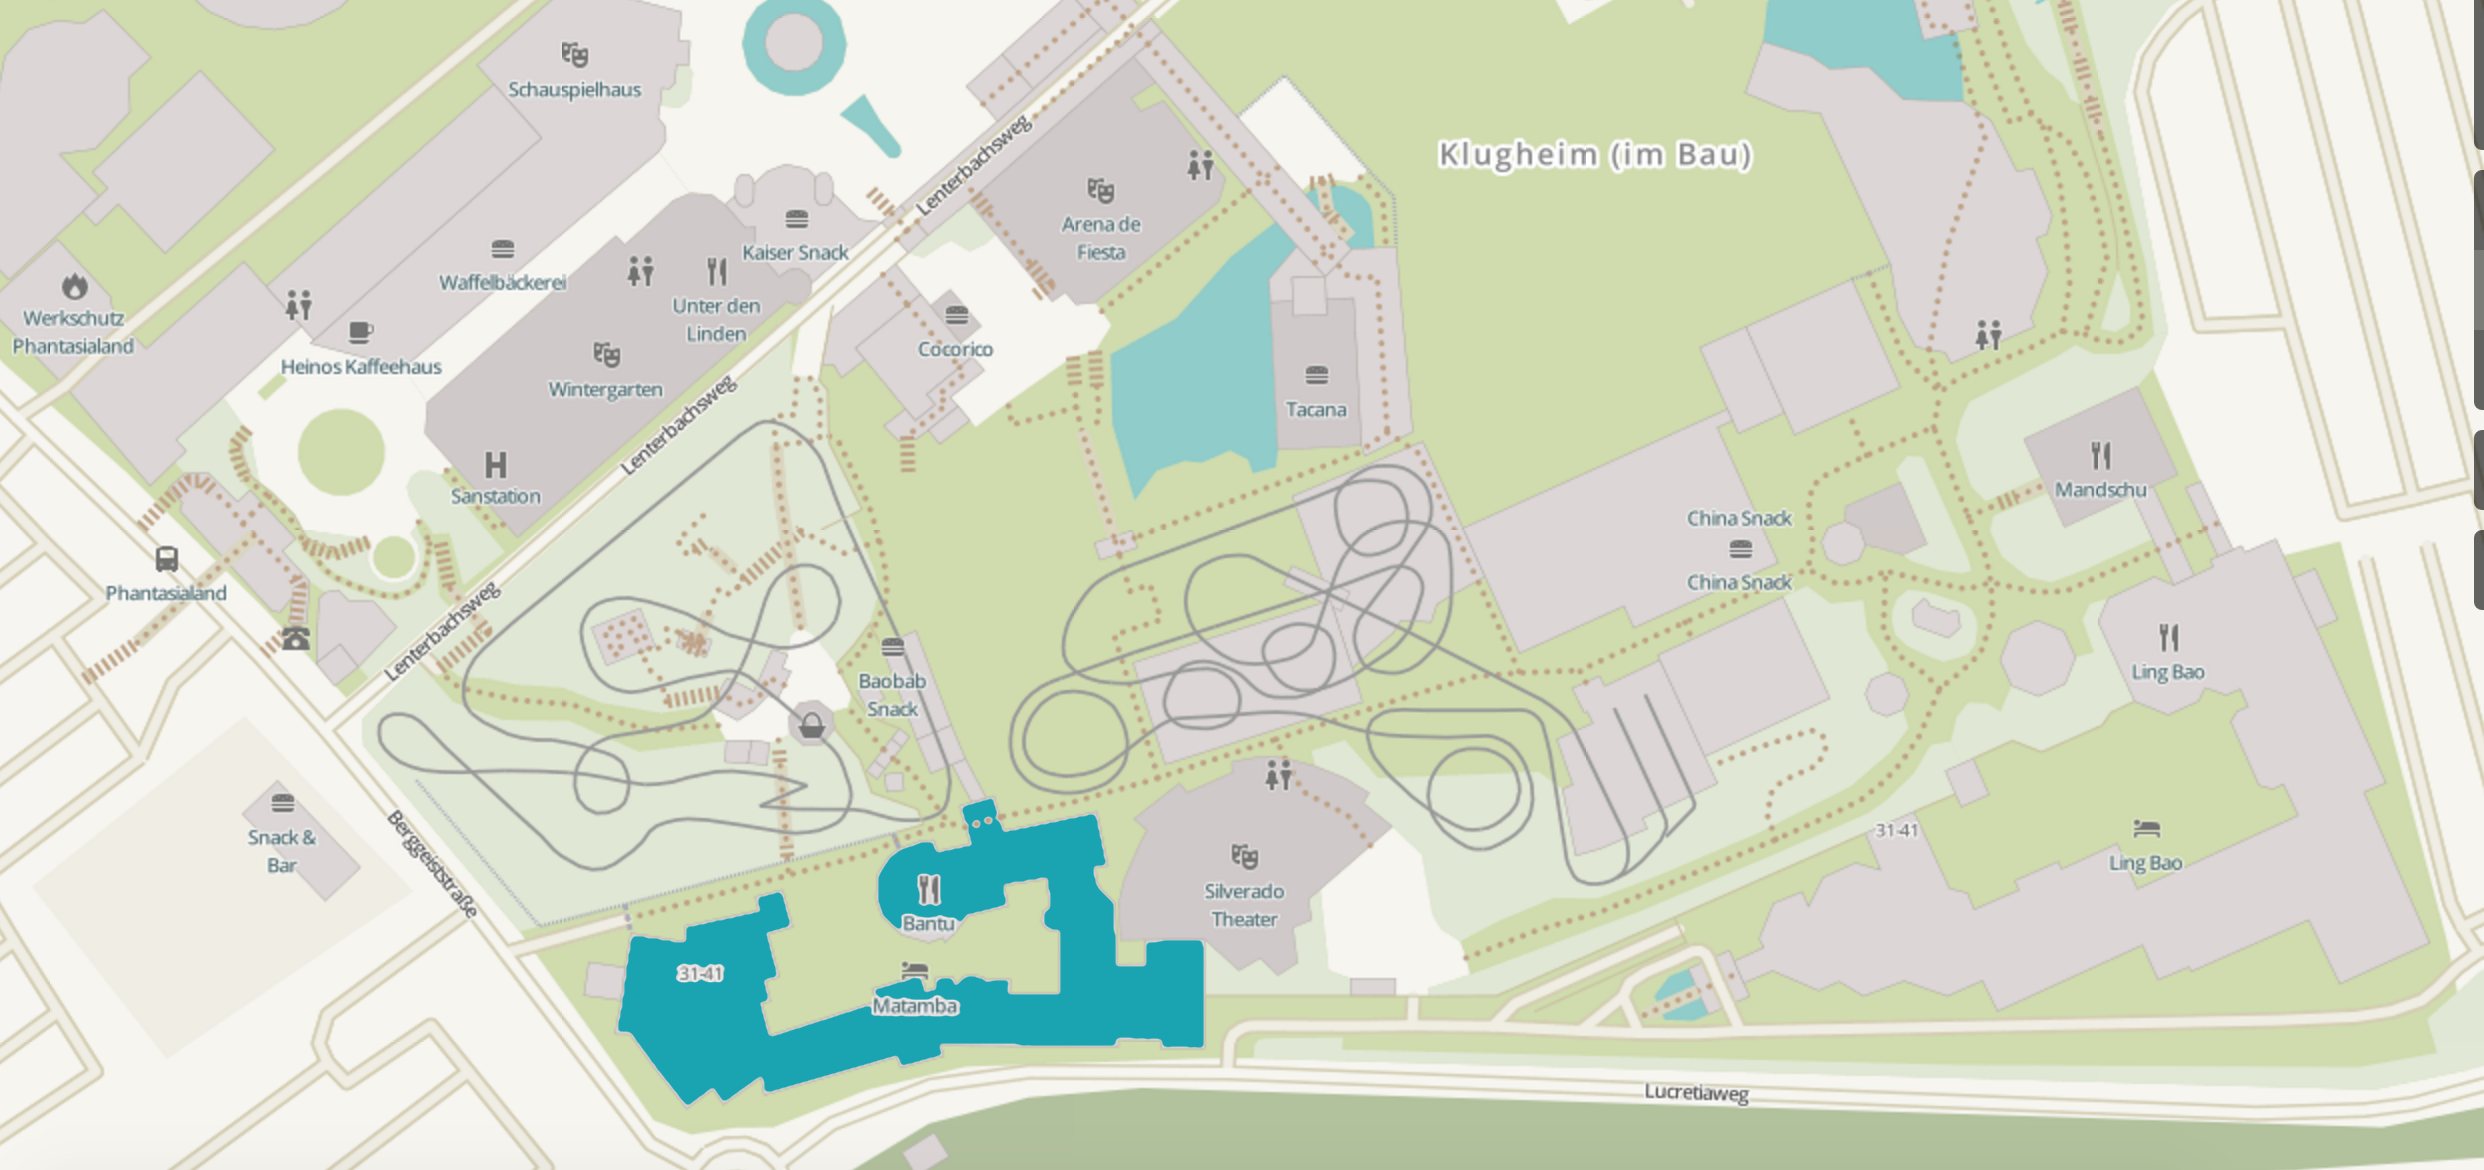 Schauspielhaus
Klugheim (im Bau)
Lenterbachsweg
Arena de
Fiesta
Kaiser Snack
Waffelbäckerei
Unter den
Linden
Werkschutz
Phantasialand
Heinos Kaffeehaus
Wintergarten
Cocorico
Tacana
Lenterbachsweg
H
Sanstation
Mandschu
China Snack
China Snack
Phantasialand
Lenterbachsweg
Baobab
Snack
Ling Bao
Snack &
Bar
Berggeiststraße
31-41
Ling Bao
Silverado
Theater
Bantu
31-41
Matamba
Lucretiaweg